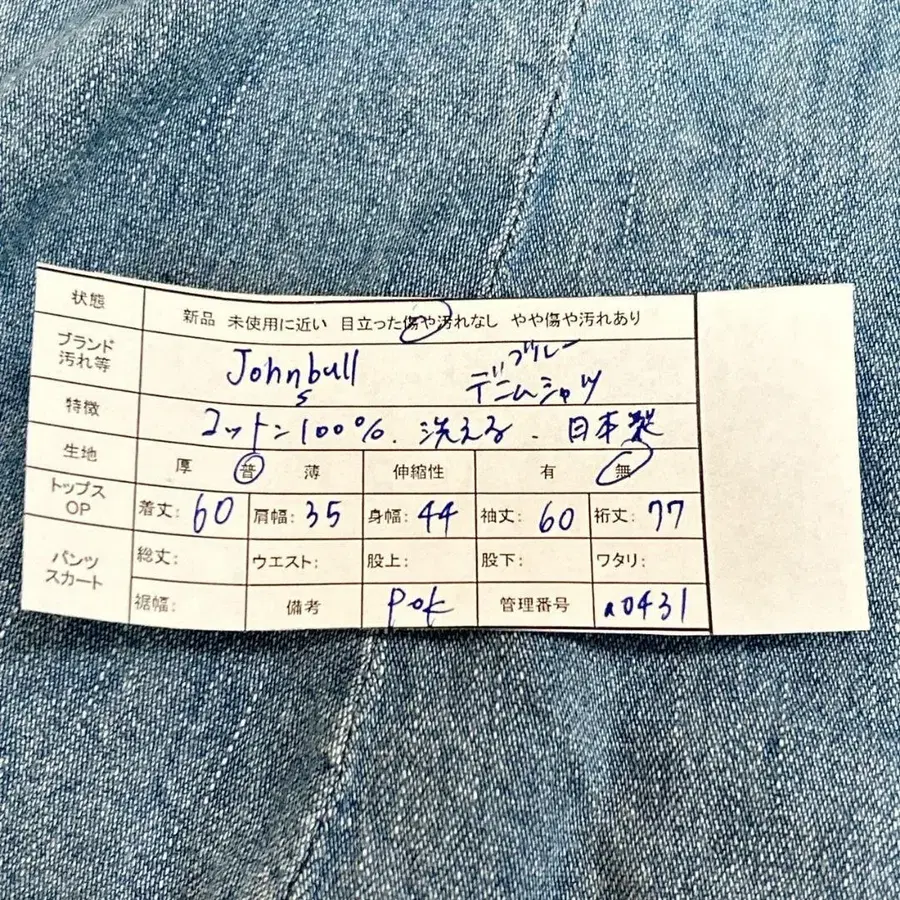 状態 新品 未使用に近い 目立った傷や汚れなし やや傷や汚れあり
ブランド 汚れ等 Johnbull S ブルー デニムシャツ
特徴 コットン100%. 洗える. 日本製
生地 厚 普 薄 伸縮性 有 無
トップス OP 着丈: 60 肩幅: 35 身幅: 44 袖丈: 60 裄丈: 77
パンツ スカート 総丈: ウエスト: 股上: 股下: ワタリ:
裾幅: 備考 pok 管理番号 a0431